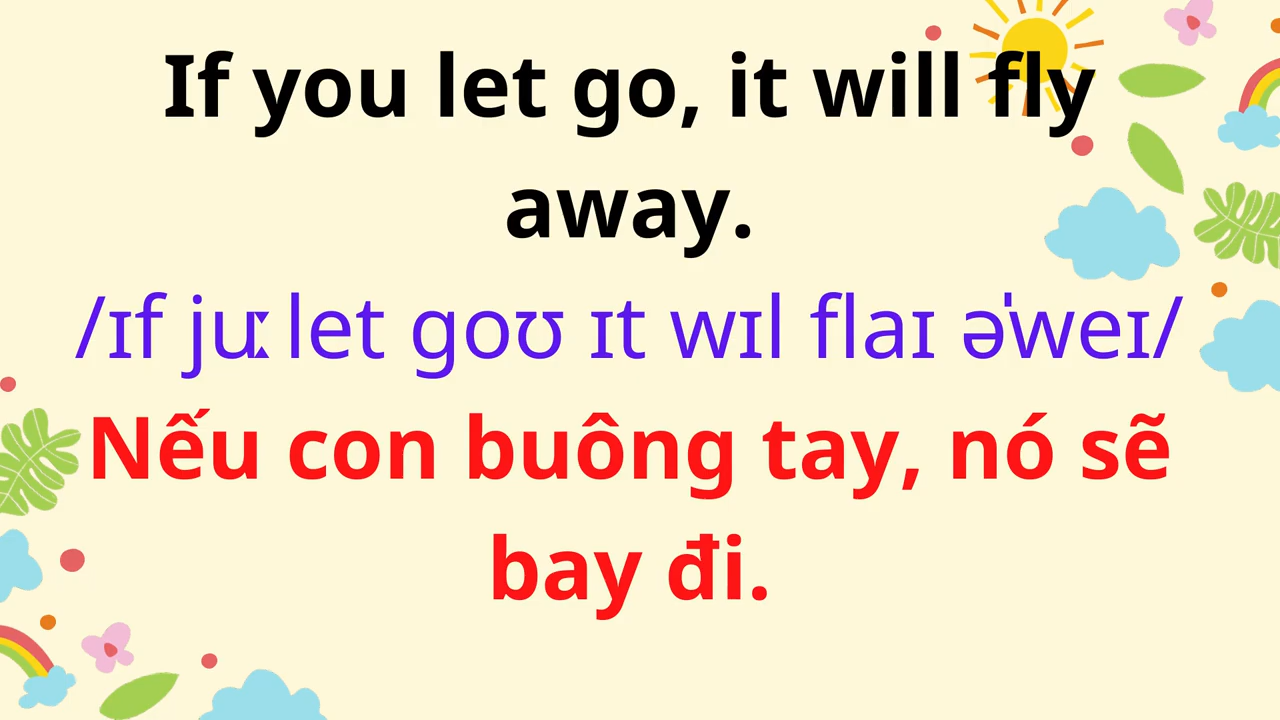 If you let go, it will fly
away.
/ɪf juː let goʊ ɪt wɪl flaɪ əˈweɪ/
Nếu con buông tay, nó sẽ
bay đi.